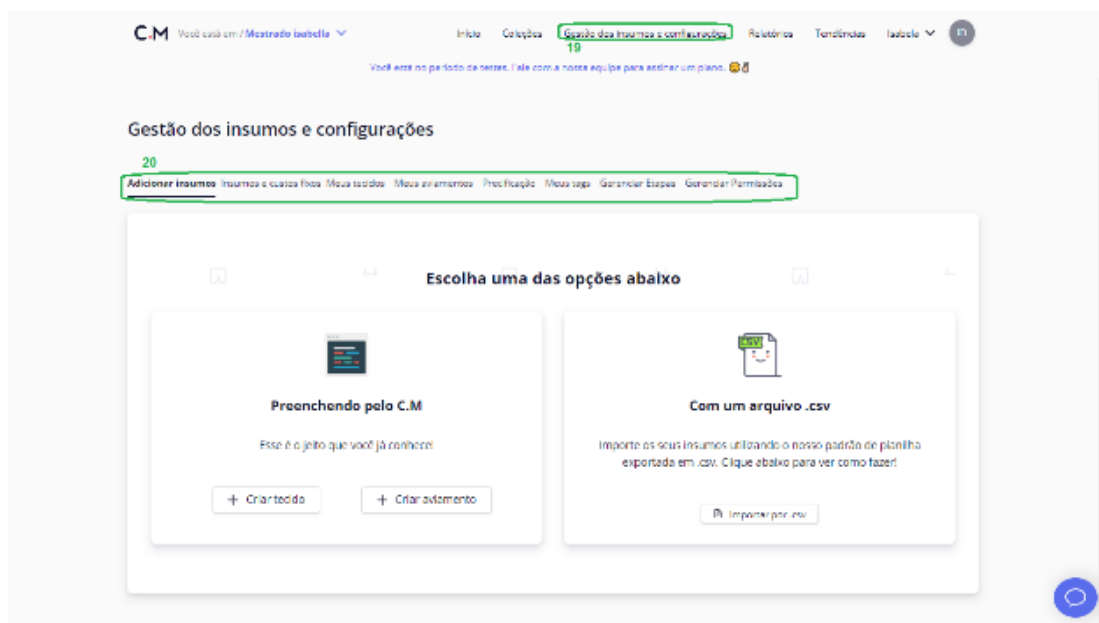 C.M Você está em / Mestrado isabella Início Coleções Gestão dos insumos e configurações Relatórios Tendências Isabela
19
Você está no período de testes. Fale com a nossa equipe para assinar um plano.
Gestão dos insumos e configurações
20
Adicionar insumos Insumos e custos fixos Meus tecidos Meus aviamentos Precificação Meus tags Gerenciar Etapas Gerenciar Permissões
Escolha uma das opções abaixo
CSV
Preenchendo pelo C.M
Com um arquivo .csv
Esse é o jeito que você já conhece!
Importe os seus insumos utilizando o nosso padrão de planilha
exportada em .csv. Clique abaixo para ver como fazer!
+ Criar tecido
+ Criar aviamento
Importar por .csv